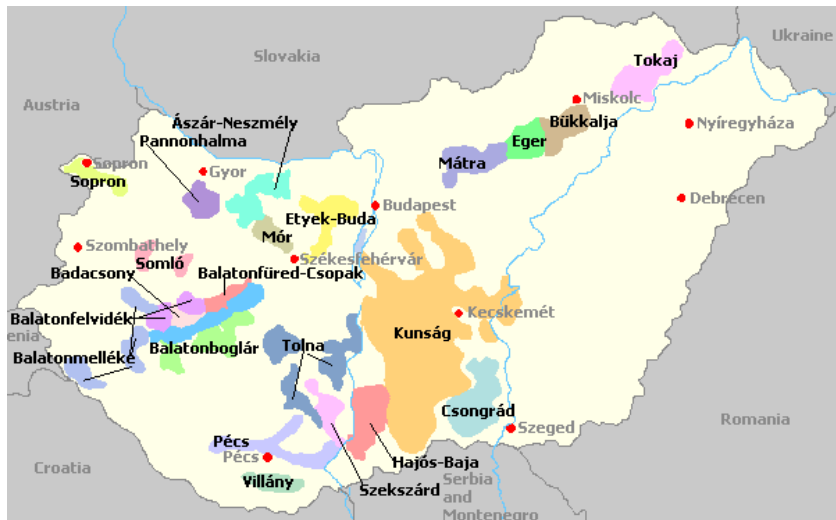 Ukraine
Slovakia
Tokaj
Austria
Miskolc
Ászár-Neszmély
Bükkalja
Nyíregyháza
Pannonhalma
Eger
Mátra
Sopron
Gyor
Sopron
Debrecen
Budapest
Etyek-Buda
Mór
Szombathely
Székesfehérvár
Somló
Badacsony
Balatonfüred-Csopak
Balatonfelvidék
Kecskemét
enia
Kunság
Tolna
Balatonboglár
Balatonmelléke
Csongrád
Romania
Szeged
Pécs
Pécs
Croatia
Hajós-Baja
Villány
Szekszárd
Serbia
and
Montenegro